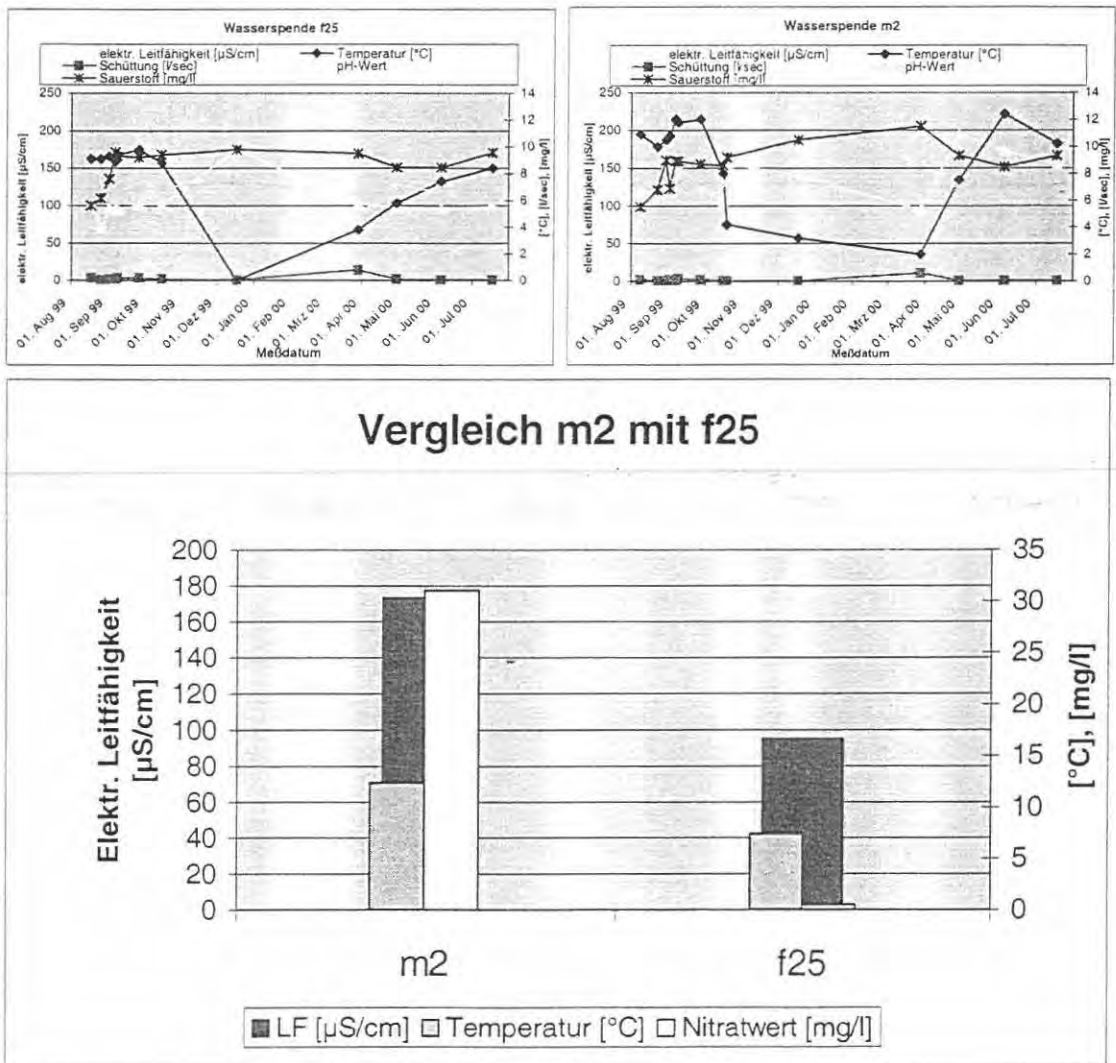 Wasserspende f25
elektr. Leitfähigkeit [µS/cm] Temperatur [°C]
Schüttung [l/sec] pH-Wert
Sauerstoff [mg/l]
250
200
150
100
50
0
14
12
10
8
6
4
2
0
elektr. Leitfähigkeit [µS/cm]
[°C], [l/sec], [mg/l]
01. Aug 99
01. Sep 99
01. Okt 99
01. Nov 99
01. Dez 99
01. Jan 00
01. Feb 00
01. Mrz 00
01. Apr 00
01. Mai 00
01. Jun 00
01. Jul 00
Meßdatum
Wasserspende m2
elektr. Leitfähigkeit [µS/cm] Temperatur [°C]
Schüttung [l/sec] pH-Wert
Sauerstoff [mg/l]
250
200
150
100
50
0
14
12
10
8
6
4
2
0
elektr. Leitfähigkeit [µS/cm]
[°C], [l/sec], [mg/l]
01. Aug 99
01. Sep 99
01. Okt 99
01. Nov 99
01. Dez 99
01. Jan 00
01. Feb 00
01. Mrz 00
01. Apr 00
01. Mai 00
01. Jun 00
01. Jul 00
Meßdatum
Vergleich m2 mit f25
Elektr. Leitfähigkeit
[µS/cm]
200
180
160
140
120
100
80
60
40
20
0
35
30
25
20
15
10
5
0
[°C], [mg/l]
m2 f25
LF [µS/cm] Temperatur [°C] Nitratwert [mg/l]